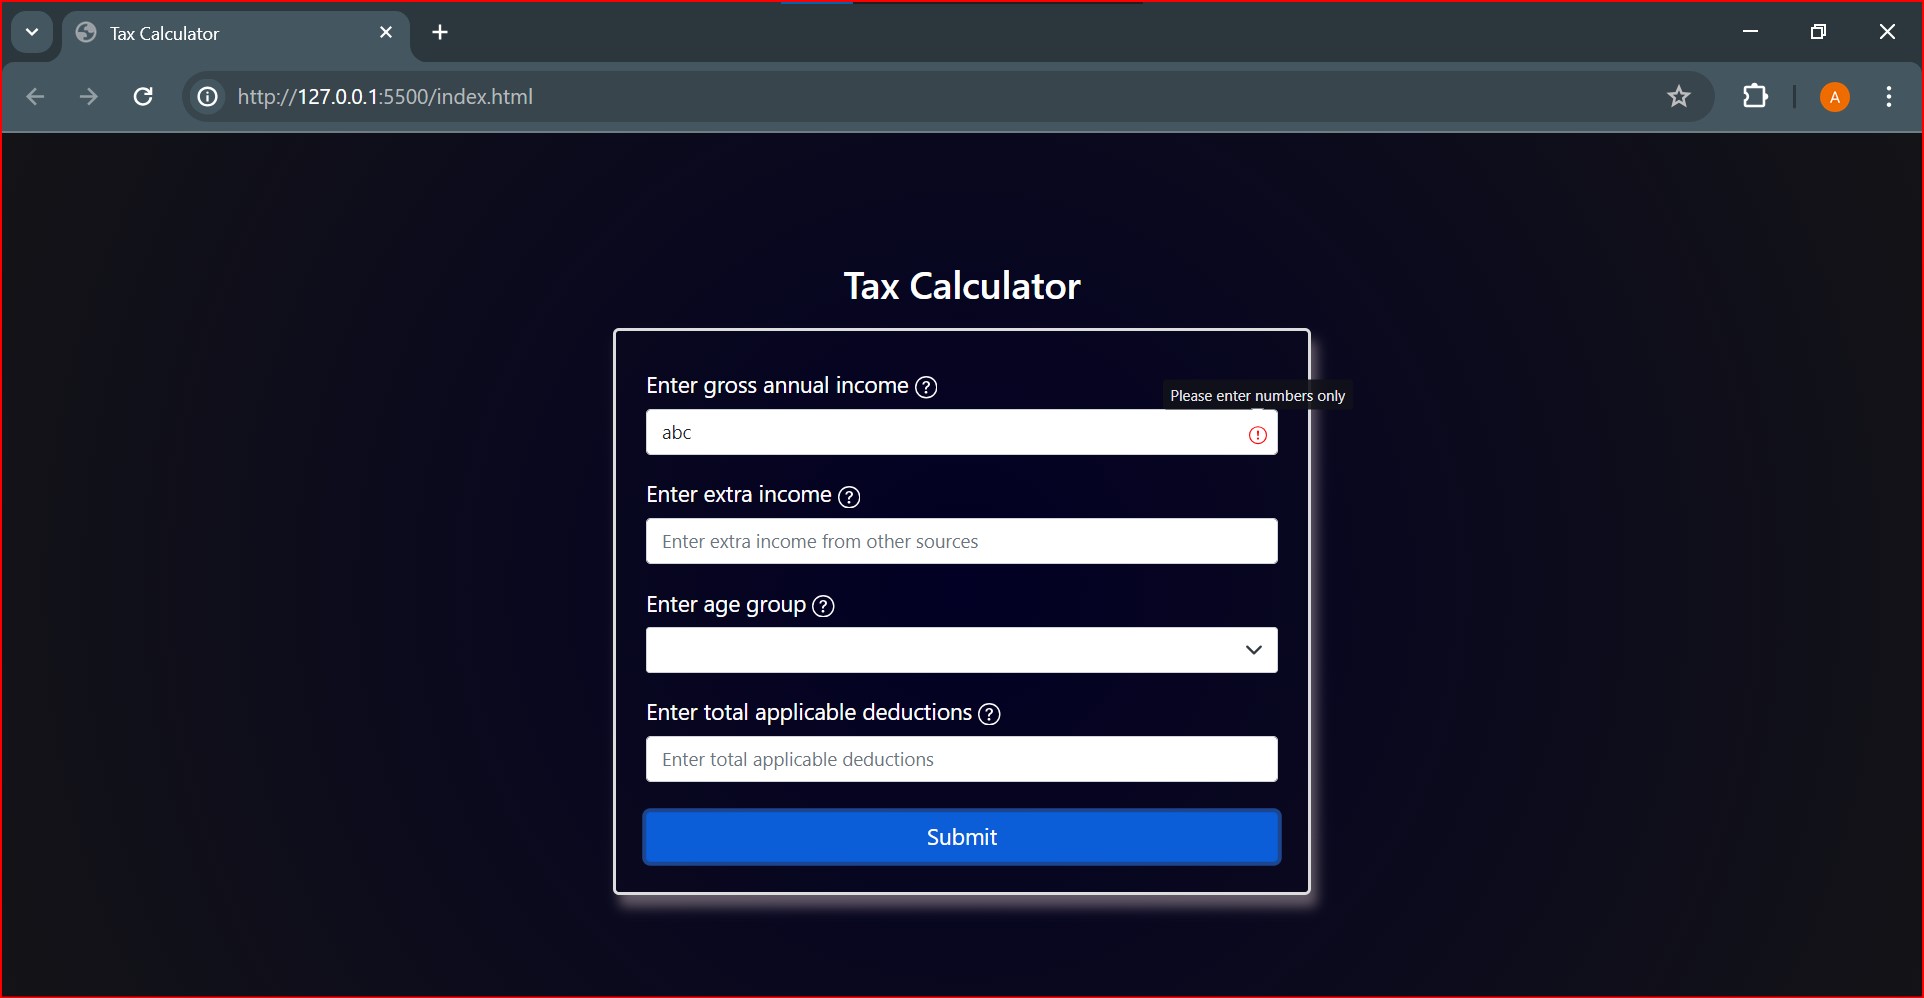 Tax Calculator
http://127.0.0.1:5500/index.html
A
Tax Calculator
Enter gross annual income ?
Please enter numbers only
abc
Enter extra income ?
Enter extra income from other sources
Enter age group ?
Enter total applicable deductions ?
Enter total applicable deductions
Submit